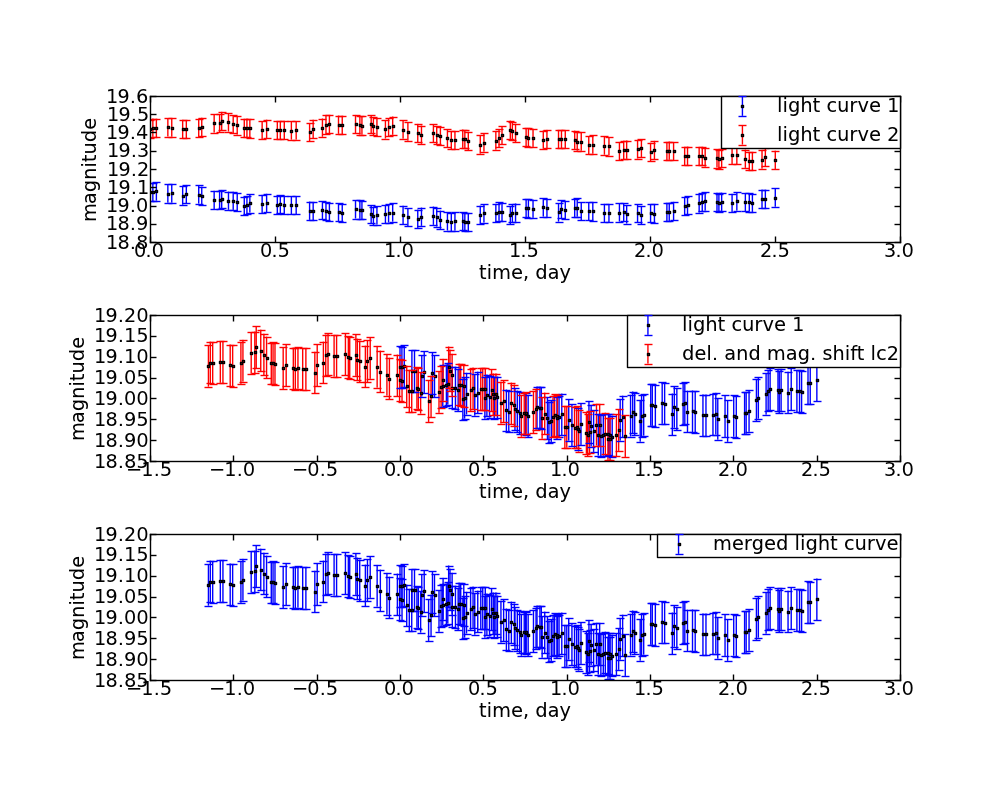 19.6
19.5
19.4
19.3
19.2
19.1
19.0
18.9
18.8
magnitude
light curve 1
light curve 2
0.0 0.5 1.0 1.5 2.0 2.5 3.0
time, day
19.20
19.15
19.10
19.05
19.00
18.95
18.90
18.85
magnitude
light curve 1
del. and mag. shift lc2
−1.5 −1.0 −0.5 0.0 0.5 1.0 1.5 2.0 2.5 3.0
time, day
19.20
19.15
19.10
19.05
19.00
18.95
18.90
18.85
magnitude
merged light curve
−1.5 −1.0 −0.5 0.0 0.5 1.0 1.5 2.0 2.5 3.0
time, day